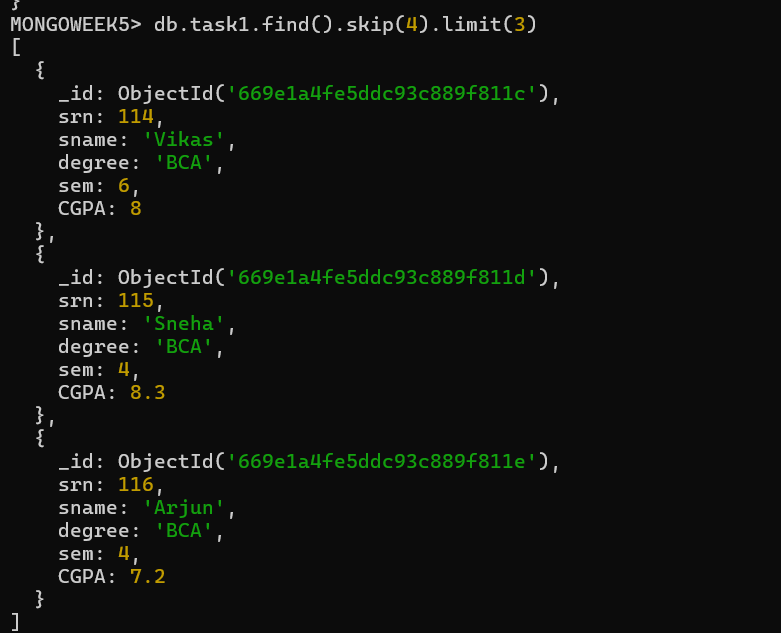 }
MONGOWEEK5> db.task1.find().skip(4).limit(3)
[
  {
    _id: ObjectId('669e1a4fe5ddc93c889f811c'),
    srn: 114,
    sname: 'Vikas',
    degree: 'BCA',
    sem: 6,
    CGPA: 8
  },
  {
    _id: ObjectId('669e1a4fe5ddc93c889f811d'),
    srn: 115,
    sname: 'Sneha',
    degree: 'BCA',
    sem: 4,
    CGPA: 8.3
  },
  {
    _id: ObjectId('669e1a4fe5ddc93c889f811e'),
    srn: 116,
    sname: 'Arjun',
    degree: 'BCA',
    sem: 4,
    CGPA: 7.2
  }
]